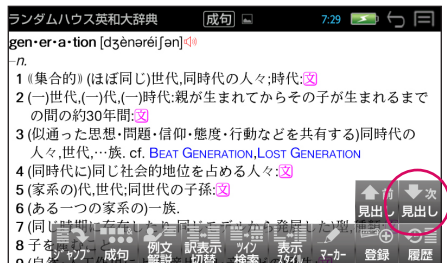 ランダムハウス英和大辞典 成句 7:29
gen・er・a・tion [dʒènəréiʃən]
–n.
1 《集合的》(ほぼ同じ)世代,同時代の人々;時代:文
2 (一)世代,(一)代,(一)時代:親が生まれてからその子が生まれるまで
の間の約30年間:文
3 (似通った思想・問題・信仰・態度・行動などを共有する)同時代の
人々,世代,…族. cf. BEAT GENERATION,LOST GENERATION
4 (同時代に)同じ社会的地位を占める人々:文
5 (家系の)代,世代;同世代の子孫:文
6 (ある一つの家系の)一族.
前 見出し
次 見出し
7 (同じ時期に存在した
8 子を
ジャンプ 成句 例文解説 訳表示切替 ツイン検索 表示スタイル マーカー 登録 履歴